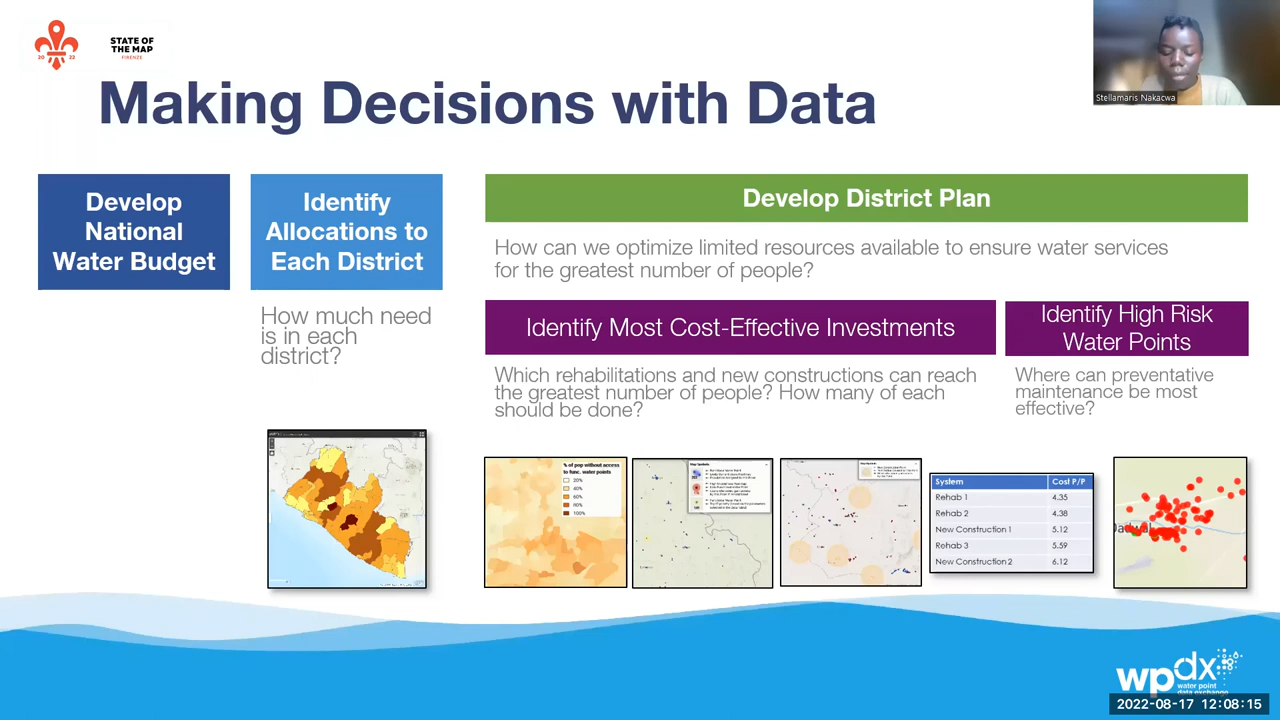 STATE OF
THE MAP
FIRENZE
20 22
Stellamaris Nakacwa
Making Decisions with Data
Develop
National
Water Budget
Identify
Allocations to
Each District
How much need
is in each
district?
Develop District Plan
How can we optimize limited resources available to ensure water services
for the greatest number of people?
Identify Most Cost-Effective Investments
Which rehabilitations and new constructions can reach
the greatest number of people? How many of each
should be done?
Identify High Risk
Water Points
Where can preventative
maintenance be most
effective?
% of pop without access
to func. water points
20%
40%
60%
80%
100%
Map Symbols
System Cost P/P
Rehab 1 4.35
Rehab 2 4.38
New Construction 1 5.12
Rehab 3 5.59
New Construction 2 6.12
wpdx
water point
data exchange
2022-08-17 12:08:15